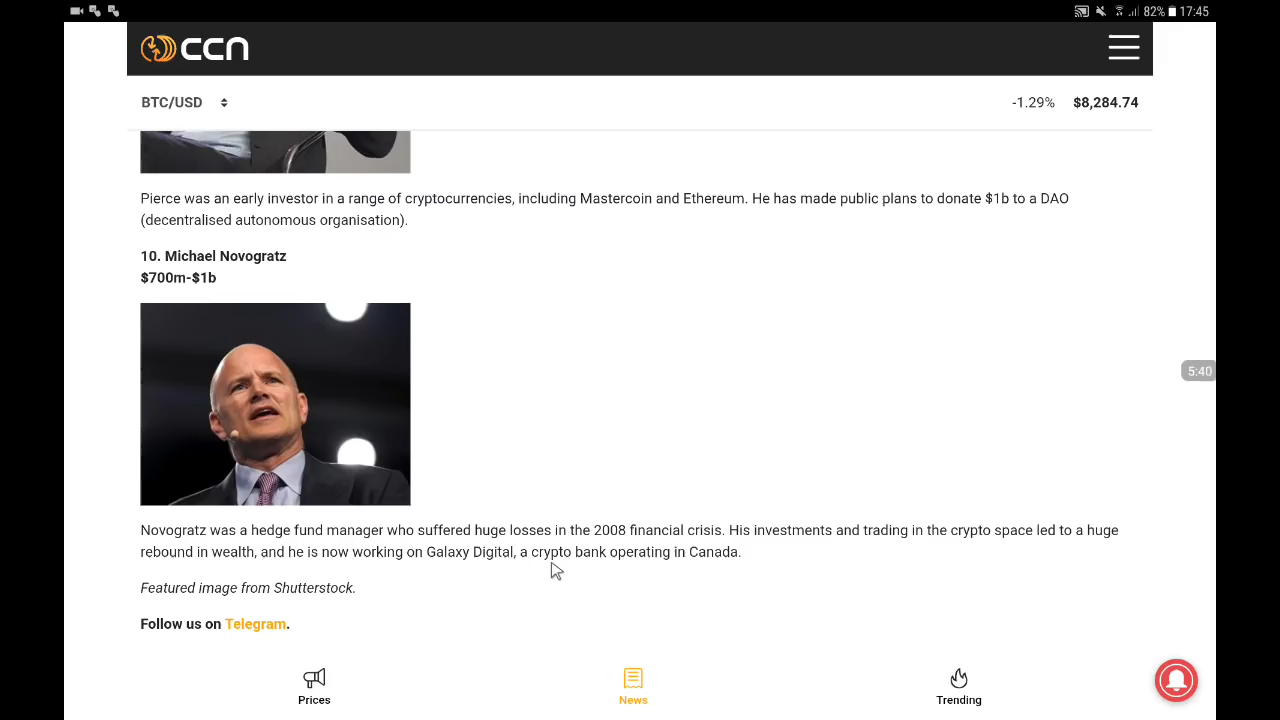 82% 17:45
ccn
BTC/USD -1.29% $8,284.74
Pierce was an early investor in a range of cryptocurrencies, including Mastercoin and Ethereum. He has made public plans to donate $1b to a DAO
(decentralised autonomous organisation).
10. Michael Novogratz
$700m-$1b
5:40
Novogratz was a hedge fund manager who suffered huge losses in the 2008 financial crisis. His investments and trading in the crypto space led to a huge
rebound in wealth, and he is now working on Galaxy Digital, a crypto bank operating in Canada.
Featured image from Shutterstock.
Follow us on Telegram.
Prices News Trending